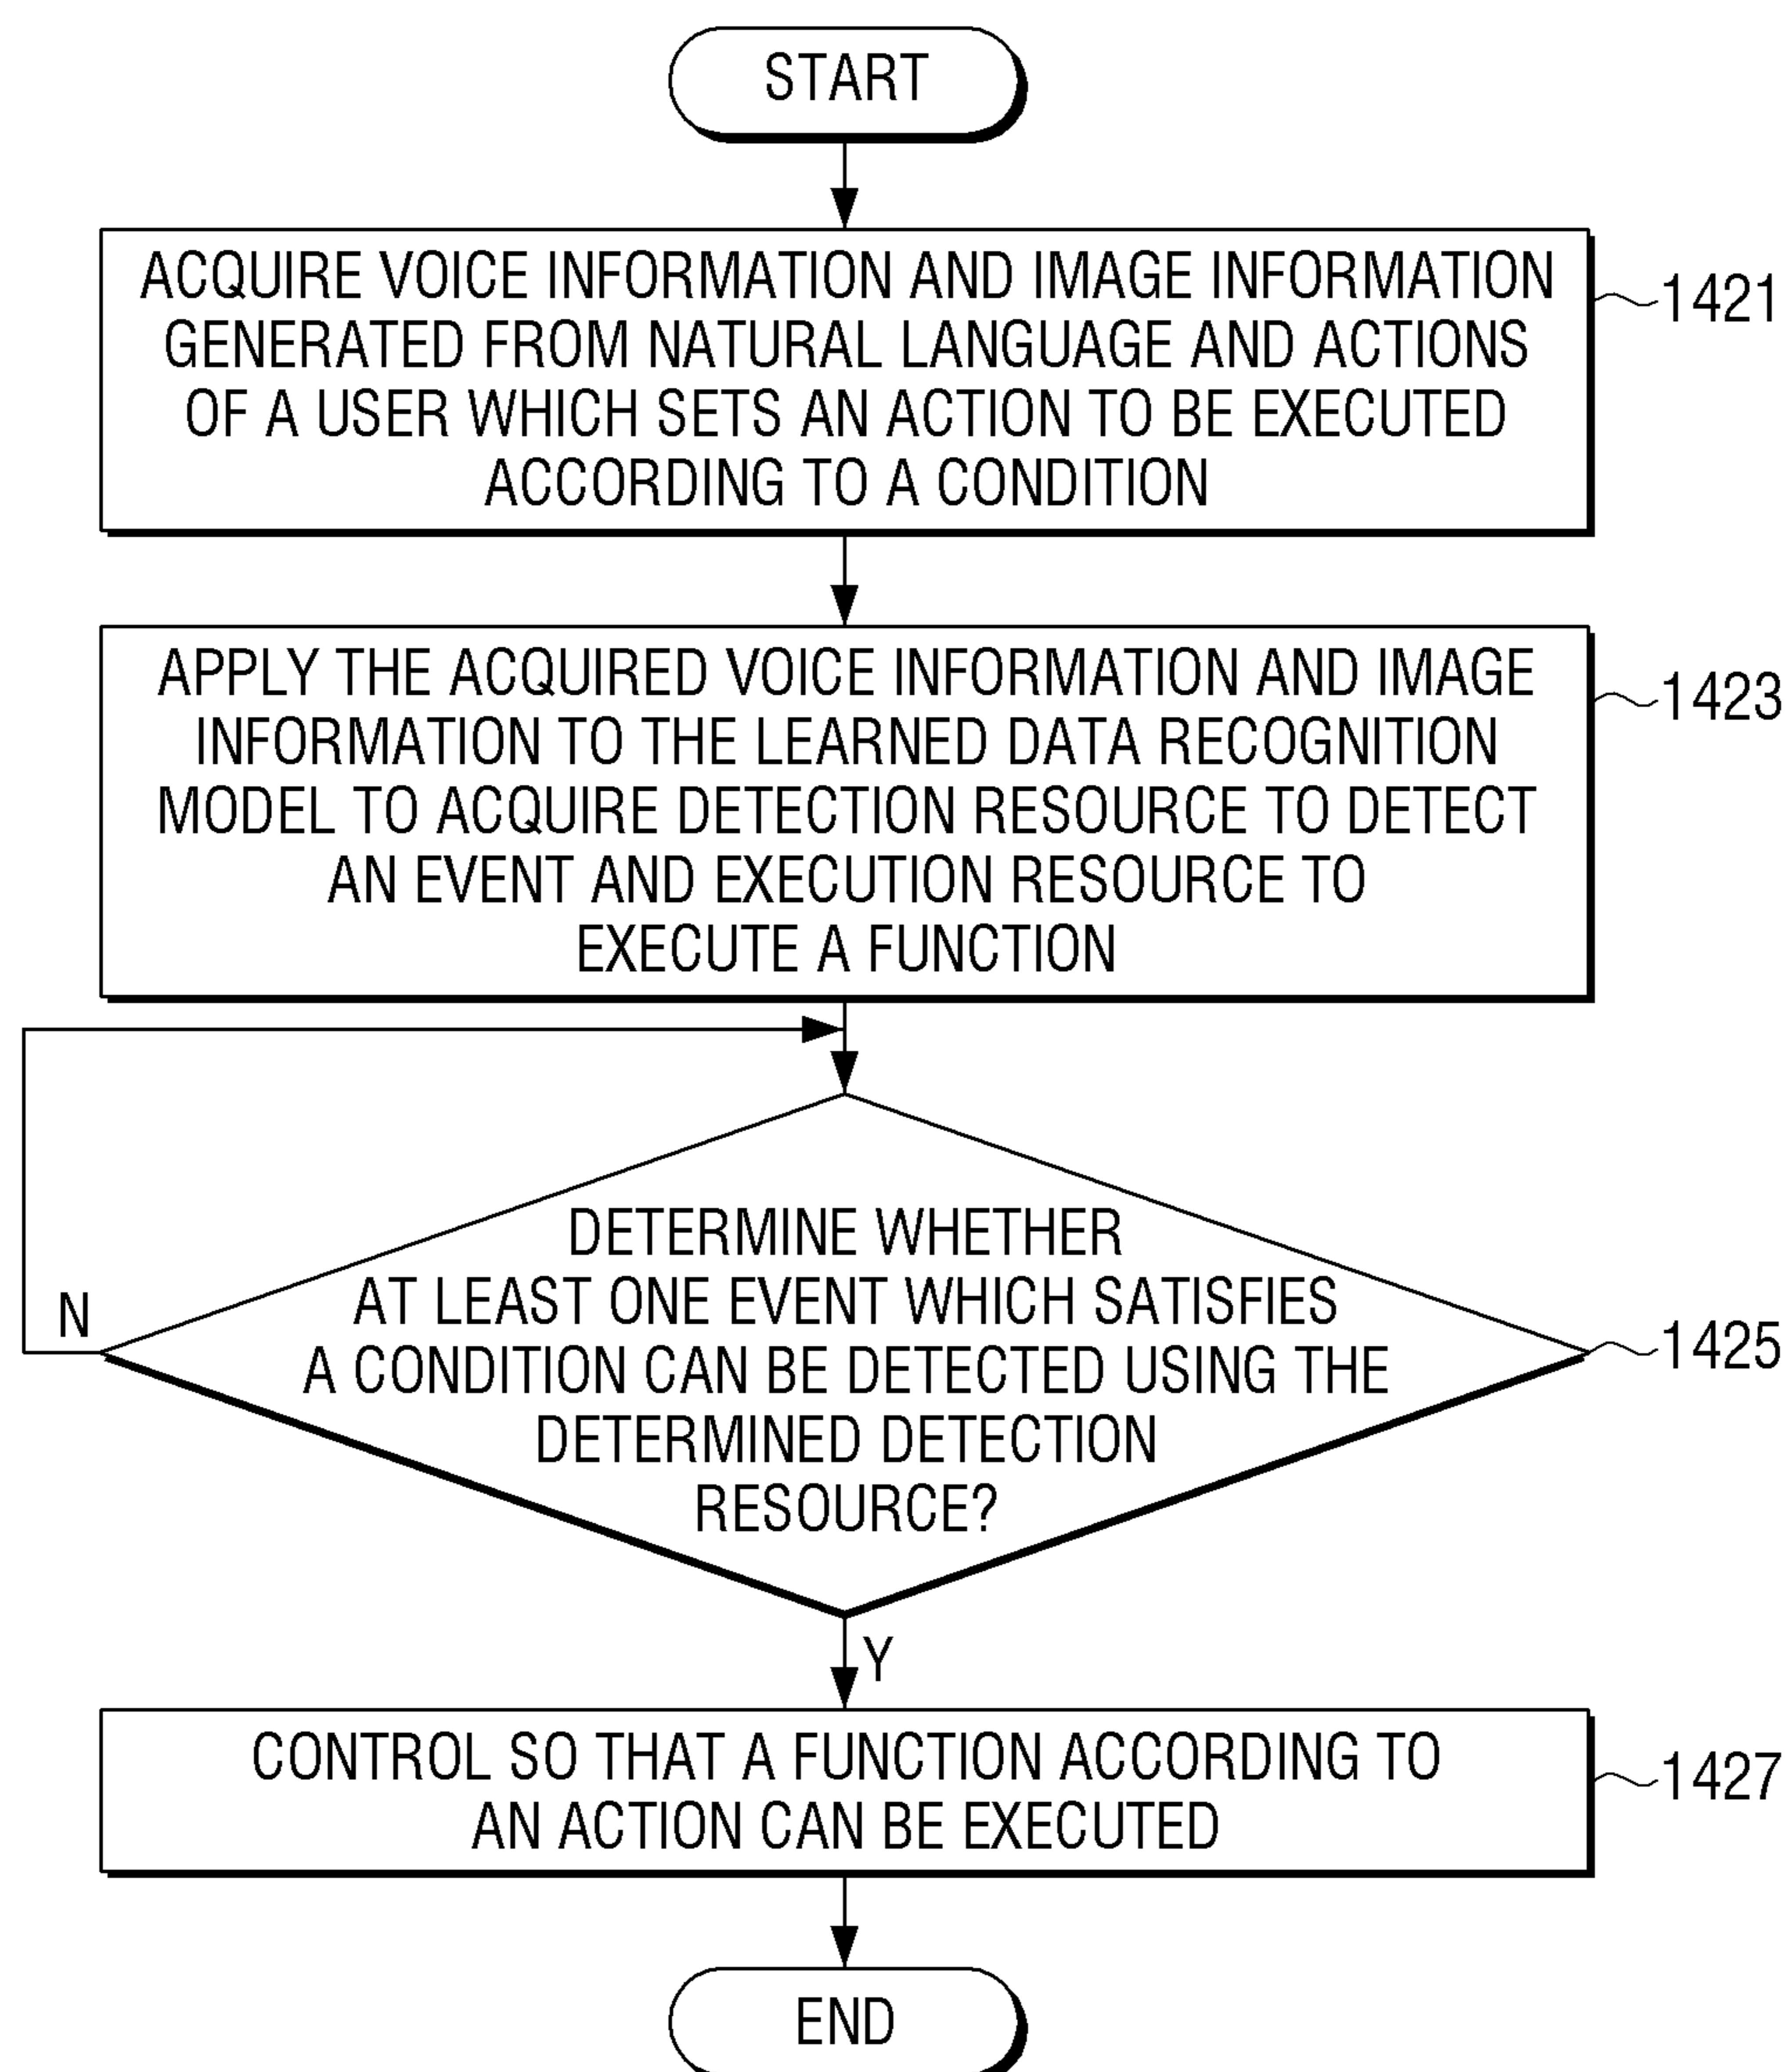 START
ACQUIRE VOICE INFORMATION AND IMAGE INFORMATION
GENERATED FROM NATURAL LANGUAGE AND ACTIONS
OF A USER WHICH SETS AN ACTION TO BE EXECUTED
ACCORDING TO A CONDITION
1421
APPLY THE ACQUIRED VOICE INFORMATION AND IMAGE
INFORMATION TO THE LEARNED DATA RECOGNITION
MODEL TO ACQUIRE DETECTION RESOURCE TO DETECT
AN EVENT AND EXECUTION RESOURCE TO
EXECUTE A FUNCTION
1423
DETERMINE WHETHER
AT LEAST ONE EVENT WHICH SATISFIES
A CONDITION CAN BE DETECTED USING THE
DETERMINED DETECTION
RESOURCE?
N
1425
Y
CONTROL SO THAT A FUNCTION ACCORDING TO
AN ACTION CAN BE EXECUTED
1427
END